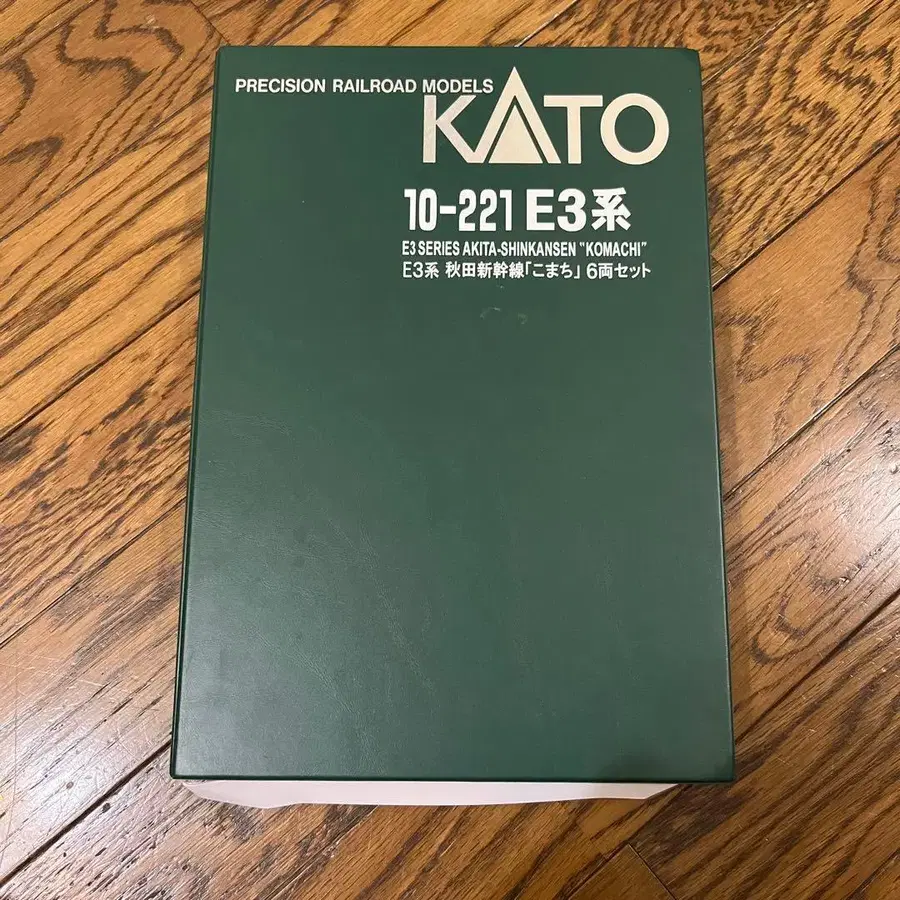 PRECISION RAILROAD MODELS
KATO
10-221 E3系
E3 SERIES AKITA-SHINKANSEN "KOMACHI"
E3系 秋田新幹線「こまち」6両セット